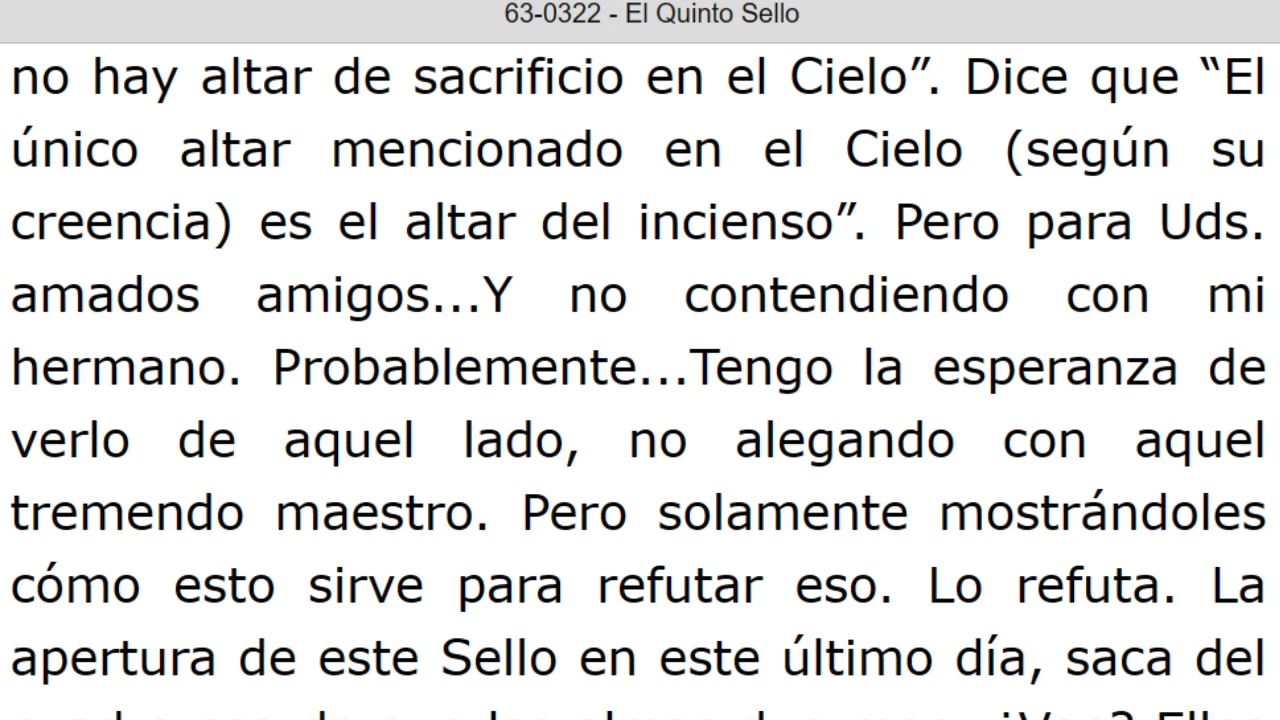 63-0322 - El Quinto Sello
no hay altar de sacrificio en el Cielo”. Dice que “El
único altar mencionado en el Cielo (según su
creencia) es el altar del incienso”. Pero para Uds.
amados amigos...Y no contendiendo con mi
hermano. Probablemente...Tengo la esperanza de
verlo de aquel lado, no alegando con aquel
tremendo maestro. Pero solamente mostrándoles
cómo esto sirve para refutar eso. Lo refuta. La
apertura de este Sello en este último día, saca del